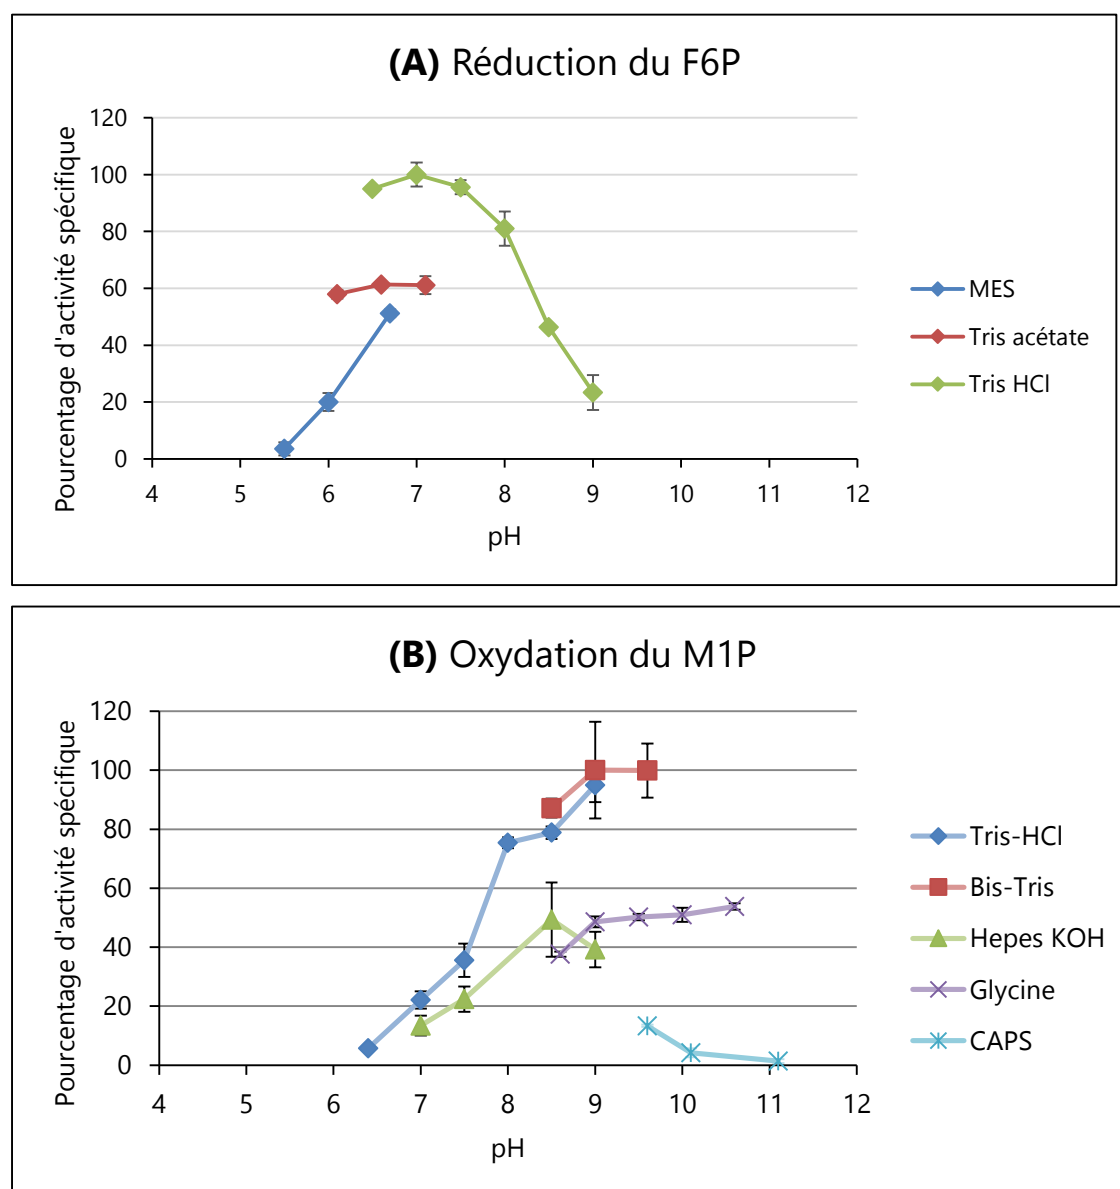 (A) Réduction du F6P
Pourcentage d'activité spécifique
120
100
80
60
40
20
0
4 5 6 7 8 9 10 11 12
pH
MES
Tris acétate
Tris HCl
(B) Oxydation du M1P
Pourcentage d'activité spécifique
120
100
80
60
40
20
0
4 5 6 7 8 9 10 11 12
pH
Tris-HCl
Bis-Tris
Hepes KOH
Glycine
CAPS